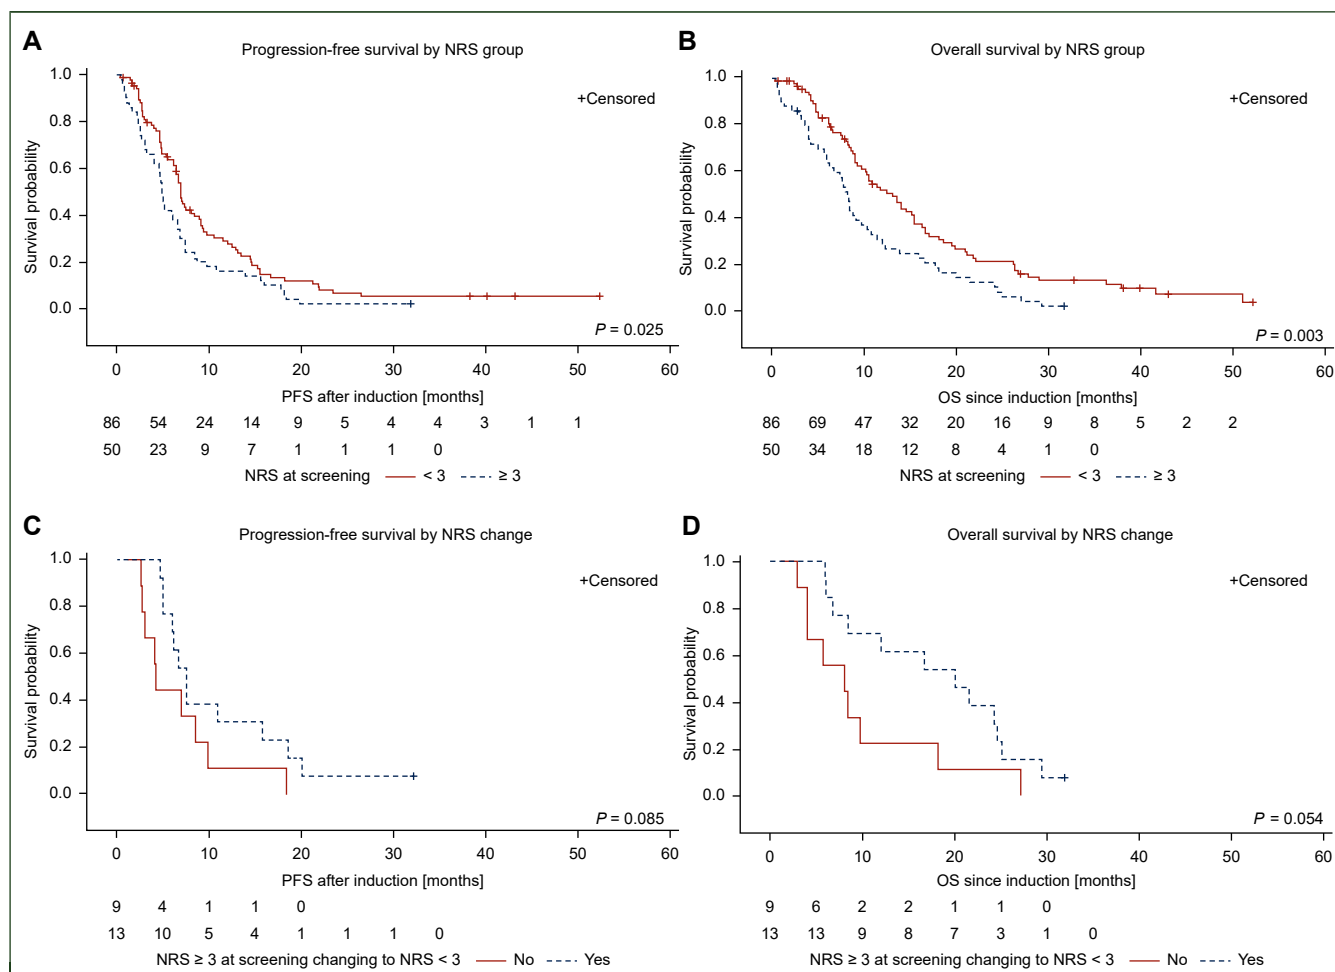 A
Progression-free survival by NRS group
+Censored
Survival probability
1.0
0.8
0.6
0.4
0.2
0.0
P = 0.025
0 10 20 30 40 50 60
PFS after induction [months]
86 54 24 14 9 5 4 4 3 1 1
50 23 9 7 1 1 1 0
NRS at screening < 3 ≥ 3
B
Overall survival by NRS group
+Censored
Survival probability
1.0
0.8
0.6
0.4
0.2
0.0
P = 0.003
0 10 20 30 40 50 60
OS since induction [months]
86 69 47 32 20 16 9 8 5 2 2
50 34 18 12 8 4 1 0
NRS at screening < 3 ≥ 3
C
Progression-free survival by NRS change
+Censored
Survival probability
1.0
0.8
0.6
0.4
0.2
0.0
P = 0.085
0 10 20 30 40 50 60
PFS after induction [months]
9 4 1 1 0
13 10 5 4 1 1 1 0
NRS ≥ 3 at screening changing to NRS < 3 No Yes
D
Overall survival by NRS change
+Censored
Survival probability
1.0
0.8
0.6
0.4
0.2
0.0
P = 0.054
0 10 20 30 40 50 60
OS since induction [months]
9 6 2 2 1 1 0
13 13 9 8 7 3 1 0
NRS ≥ 3 at screening changing to NRS < 3 No Yes